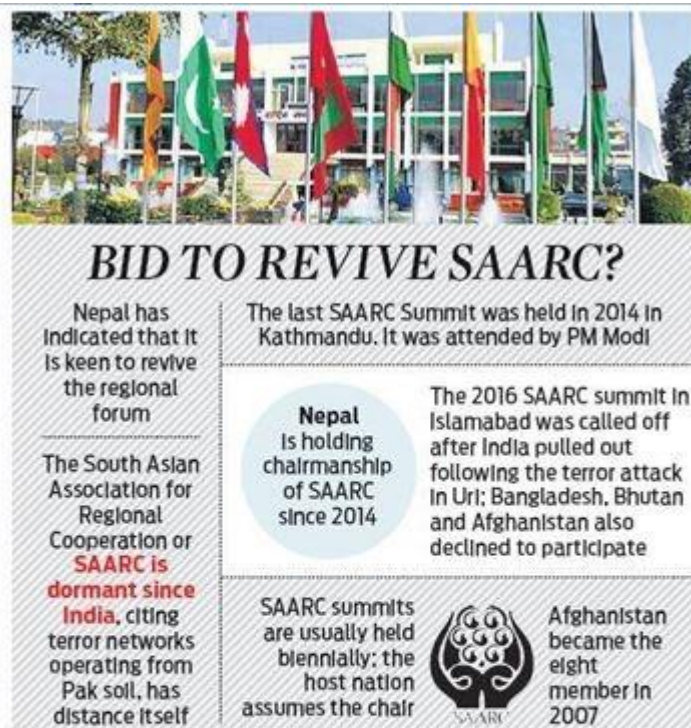 BID TO REVIVE SAARC?
Nepal has
indicated that it
is keen to revive
the regional
forum
The South Asian
Association for
Regional
Cooperation or
SAARC is
dormant since
India, citing
terror networks
operating from
Pak soil, has
distance itself
The last SAARC Summit was held in 2014 in
Kathmandu. It was attended by PM Modi
Nepal
is holding
chairmanship
of SAARC
since 2014
The 2016 SAARC summit in
Islamabad was called off
after India pulled out
following the terror attack
in Uri; Bangladesh, Bhutan
and Afghanistan also
declined to participate
SAARC summits
are usually held
biennially; the
host nation
assumes the chair
SAARC
Afghanistan
became the
eight
member in
2007